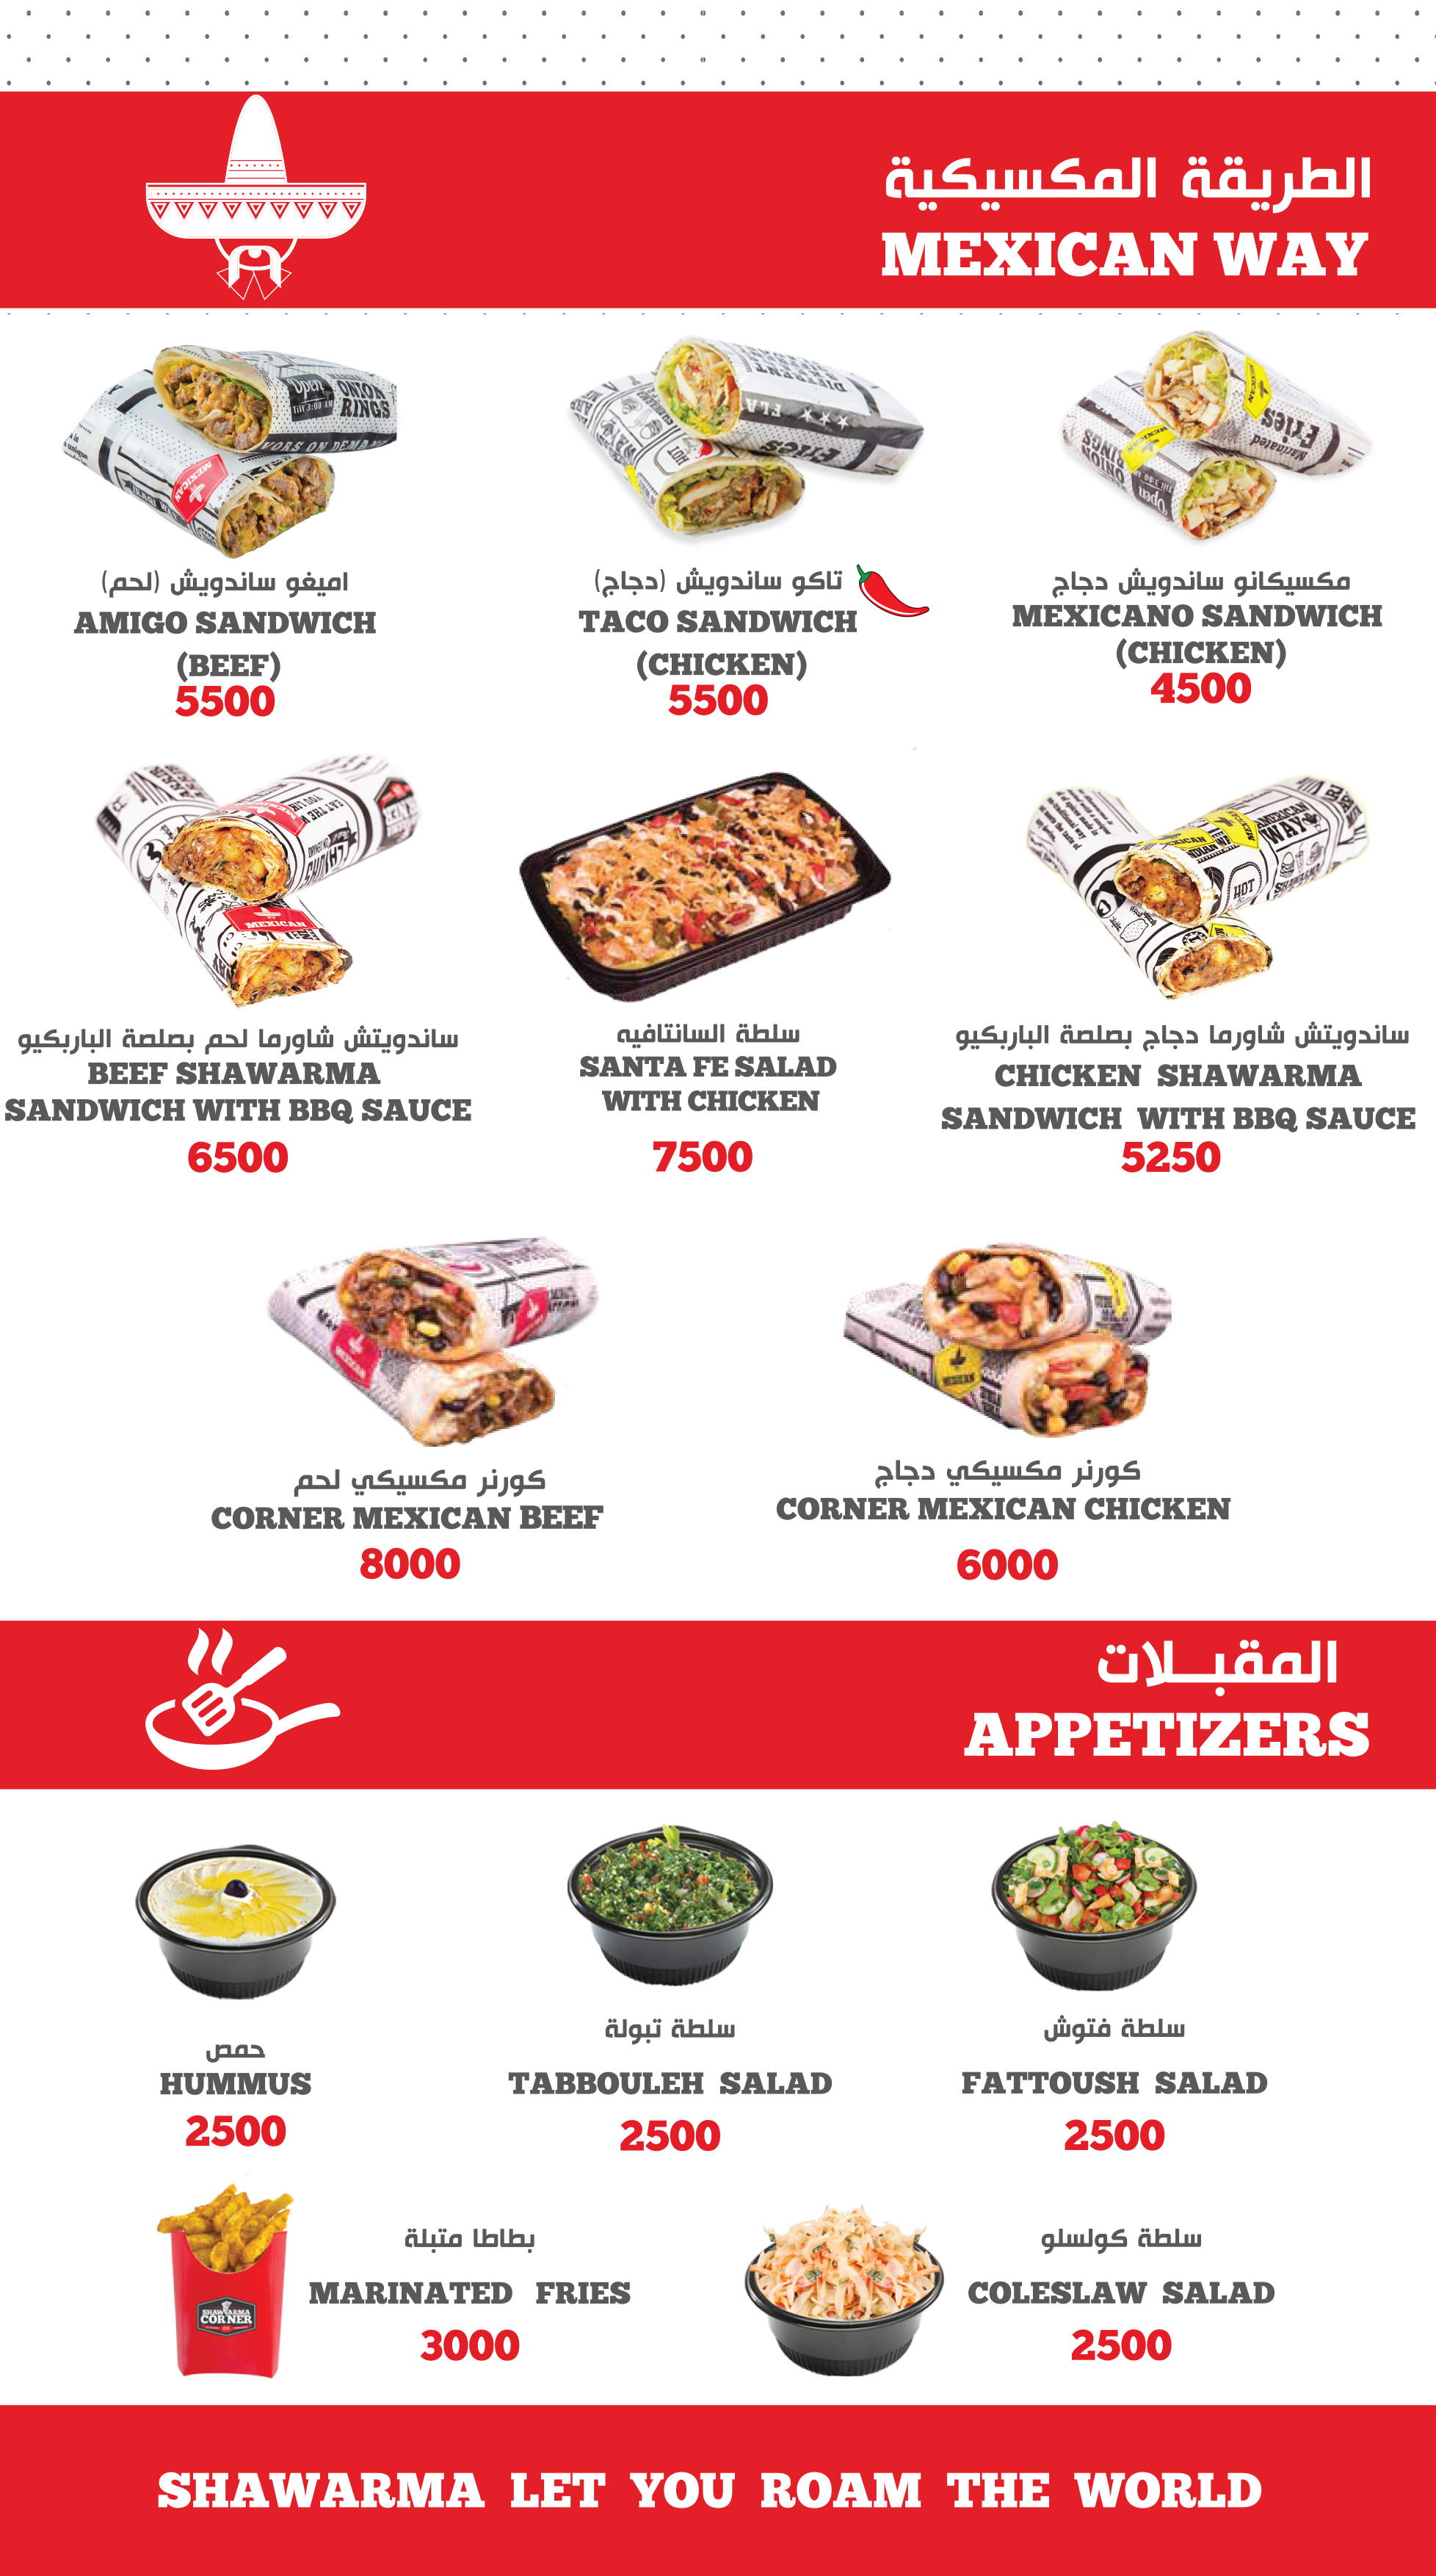 الطريقة المكسيكية
MEXICAN WAY
اميغو ساندويش (لحم)
AMIGO SANDWICH
(BEEF)
5500
تاكو ساندويش (دجاج)
TACO SANDWICH
(CHICKEN)
5500
مكسيكانو ساندويش دجاج
MEXICANO SANDWICH
(CHICKEN)
4500
ساندويتش شاورما لحم بصلصة الباربكيو
BEEF SHAWARMA
SANDWICH WITH BBQ SAUCE
6500
سلطة السانتافيه
SANTA FE SALAD
WITH CHICKEN
7500
ساندويتش شاورما دجاج بصلصة الباربكيو
CHICKEN SHAWARMA
SANDWICH WITH BBQ SAUCE
5250
كورنر مكسيكي لحم
CORNER MEXICAN BEEF
8000
كورنر مكسيكي دجاج
CORNER MEXICAN CHICKEN
6000
المقبـــلات
APPETIZERS
حمص
HUMMUS
2500
سلطة تبولة
TABBOULEH SALAD
2500
سلطة فتوش
FATTOUSH SALAD
2500
SHAWARMA
CORNER
بطاطا متبلة
MARINATED FRIES
3000
سلطة كولسلو
COLESLAW SALAD
2500
SHAWARMA LET YOU ROAM THE WORLD